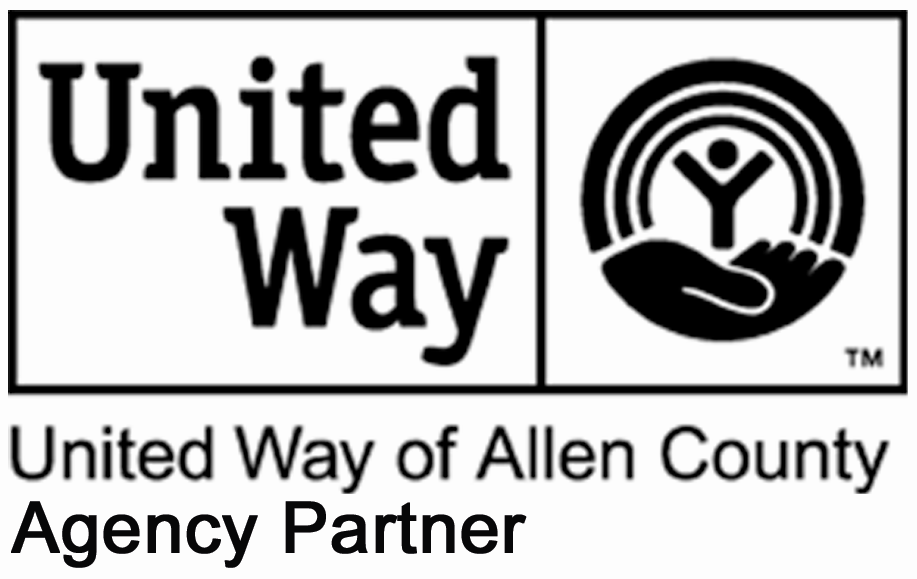 United
Way
TM
United Way of Allen County
Agency Partner